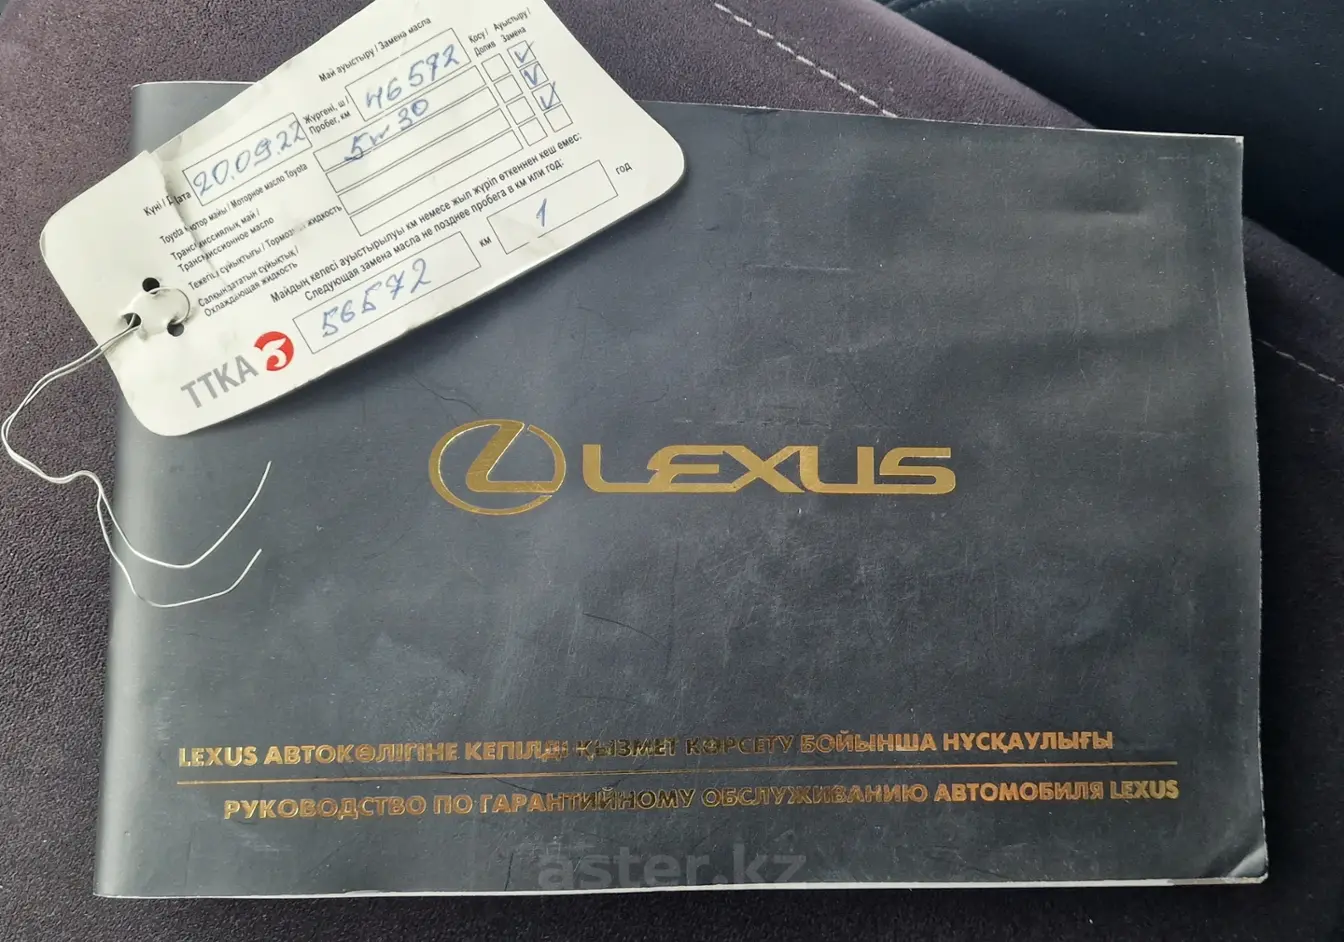 Май ауыстыру / Замена масла
Қосу / Долив
Ауыстыру / Замена
Күні / Дата 20.09.22
Жүргені, ш / Пробег, км 46572
Toyota мотор майы / Моторное масло Toyota 5w30
Трансмиссиялық май /
Трансмиссионное масло
Тежегіш сұйықтығы / Тормозная жидкость
Салқындататын сұйықтық /
Охлаждающая жидкость
Майдың келесі ауыстырылуы км немесе жыл жүріп өткеннен кеш емес:
Следующая замена масла не позднее пробега в км или год:
56572 км 1 год
ТТКА
LEXUS
LEXUS АВТОКӨЛІГІНЕ КЕПІЛДІ ҚЫЗМЕТ КӨРСЕТУ БОЙЫНША НҰСҚАУЛЫҒЫ
РУКОВОДСТВО ПО ГАРАНТИЙНОМУ ОБСЛУЖИВАНИЮ АВТОМОБИЛЯ LEXUS
aster.kz